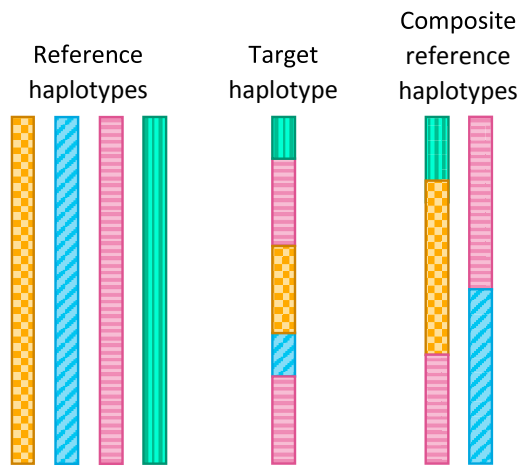 Reference
haplotypes
Target
haplotype
Composite
reference
haplotypes